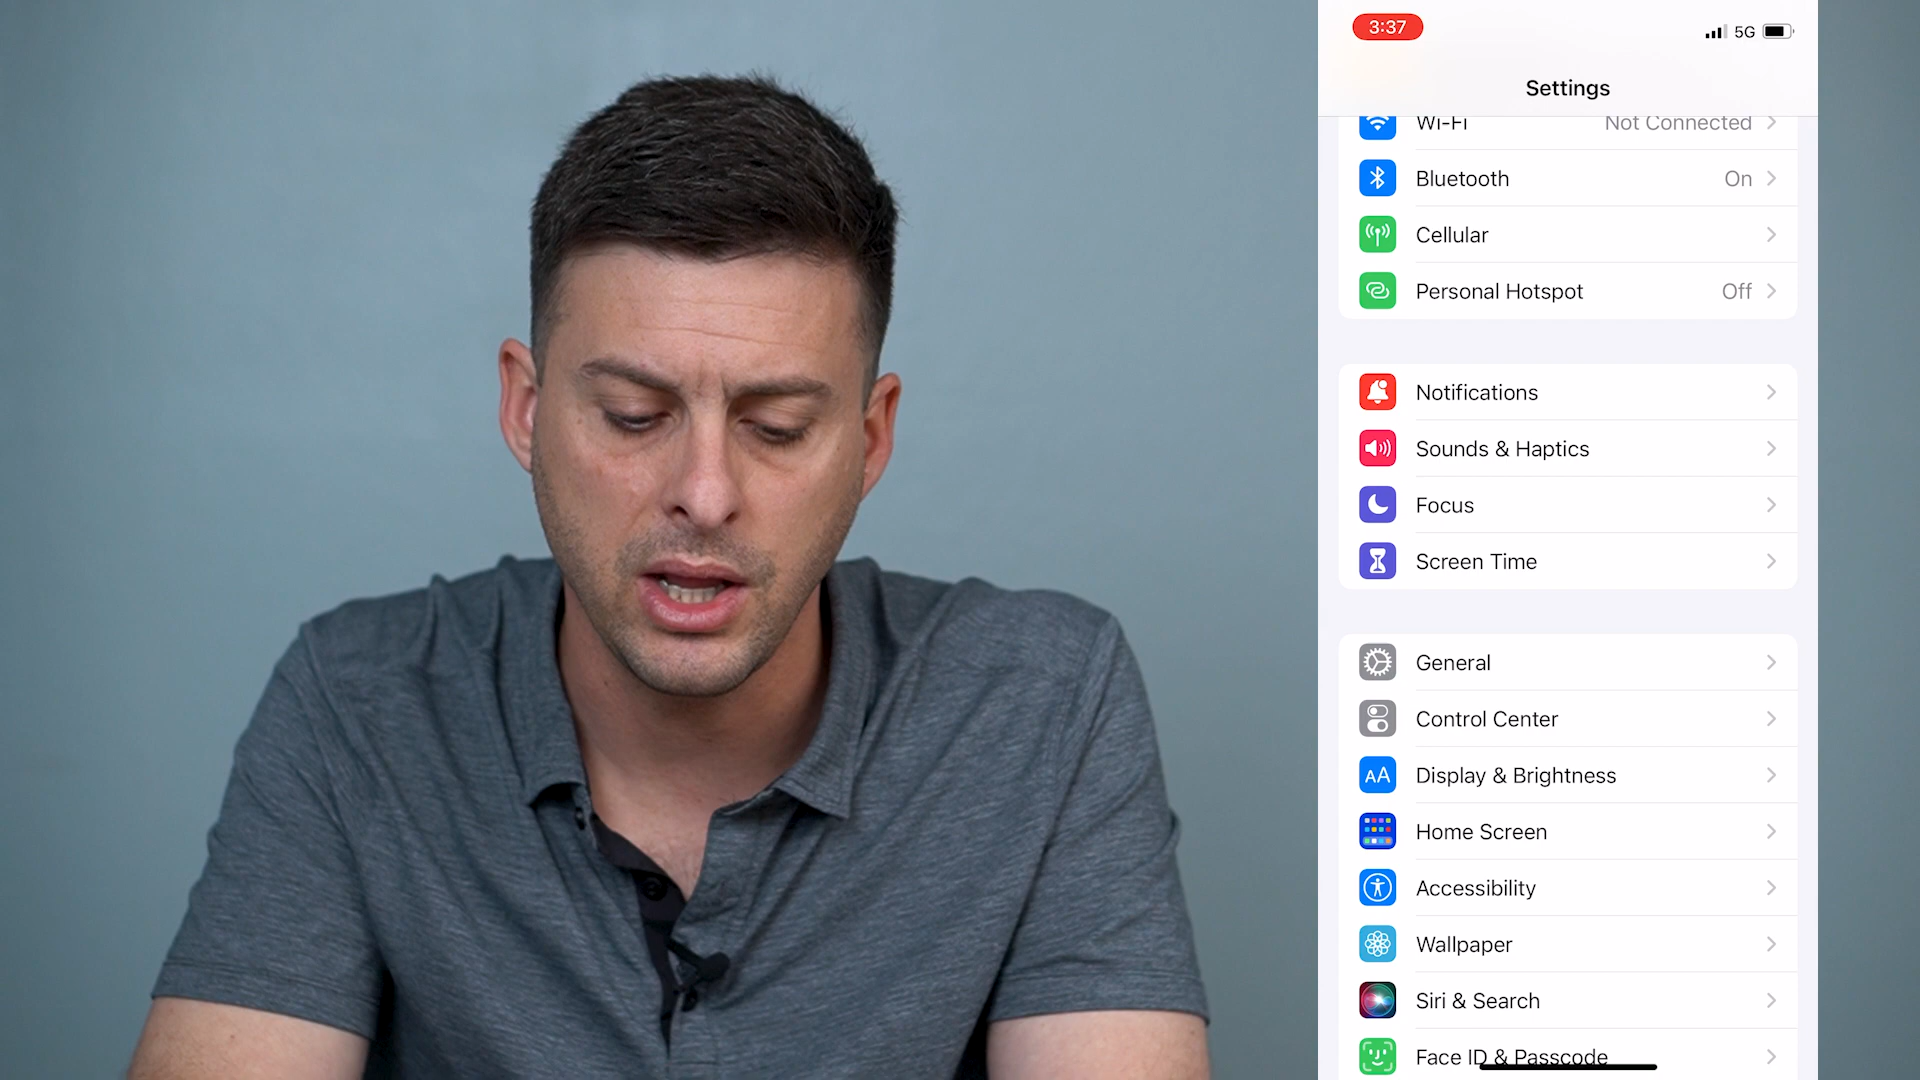 3:37
5G
Settings
Wi-Fi Not Connected
Bluetooth On
Cellular
Personal Hotspot Off
Notifications
Sounds & Haptics
Focus
Screen Time
General
Control Center
AA Display & Brightness
Home Screen
Accessibility
Wallpaper
Siri & Search
Face ID & Passcode